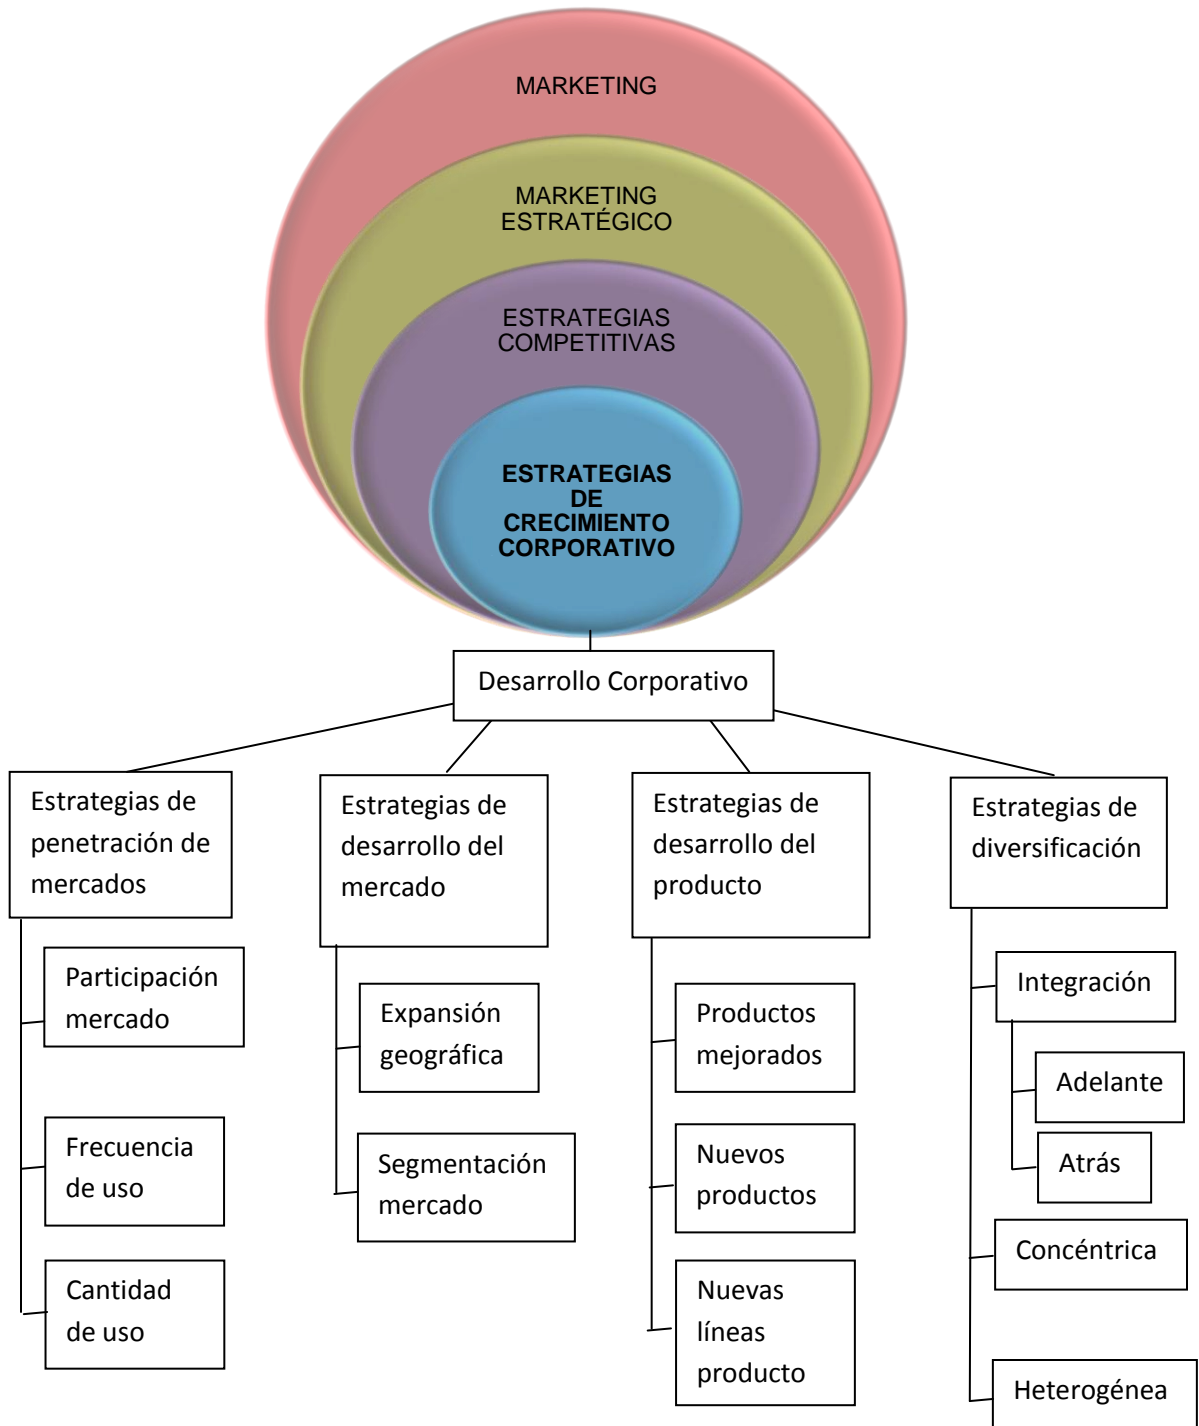 MARKETING
MARKETING
ESTRATÉGICO
ESTRATEGIAS
COMPETITIVAS
ESTRATEGIAS
DE
CRECIMIENTO
CORPORATIVO
Desarrollo Corporativo
Estrategias de
penetración de
mercados
Participación
mercado
Frecuencia
de uso
Cantidad
de uso
Estrategias de
desarrollo del
mercado
Expansión
geográfica
Segmentación
mercado
Estrategias de
desarrollo del
producto
Productos
mejorados
Nuevos
productos
Nuevas
líneas
producto
Estrategias de
diversificación
Integración
Adelante
Atrás
Concéntrica
Heterogénea